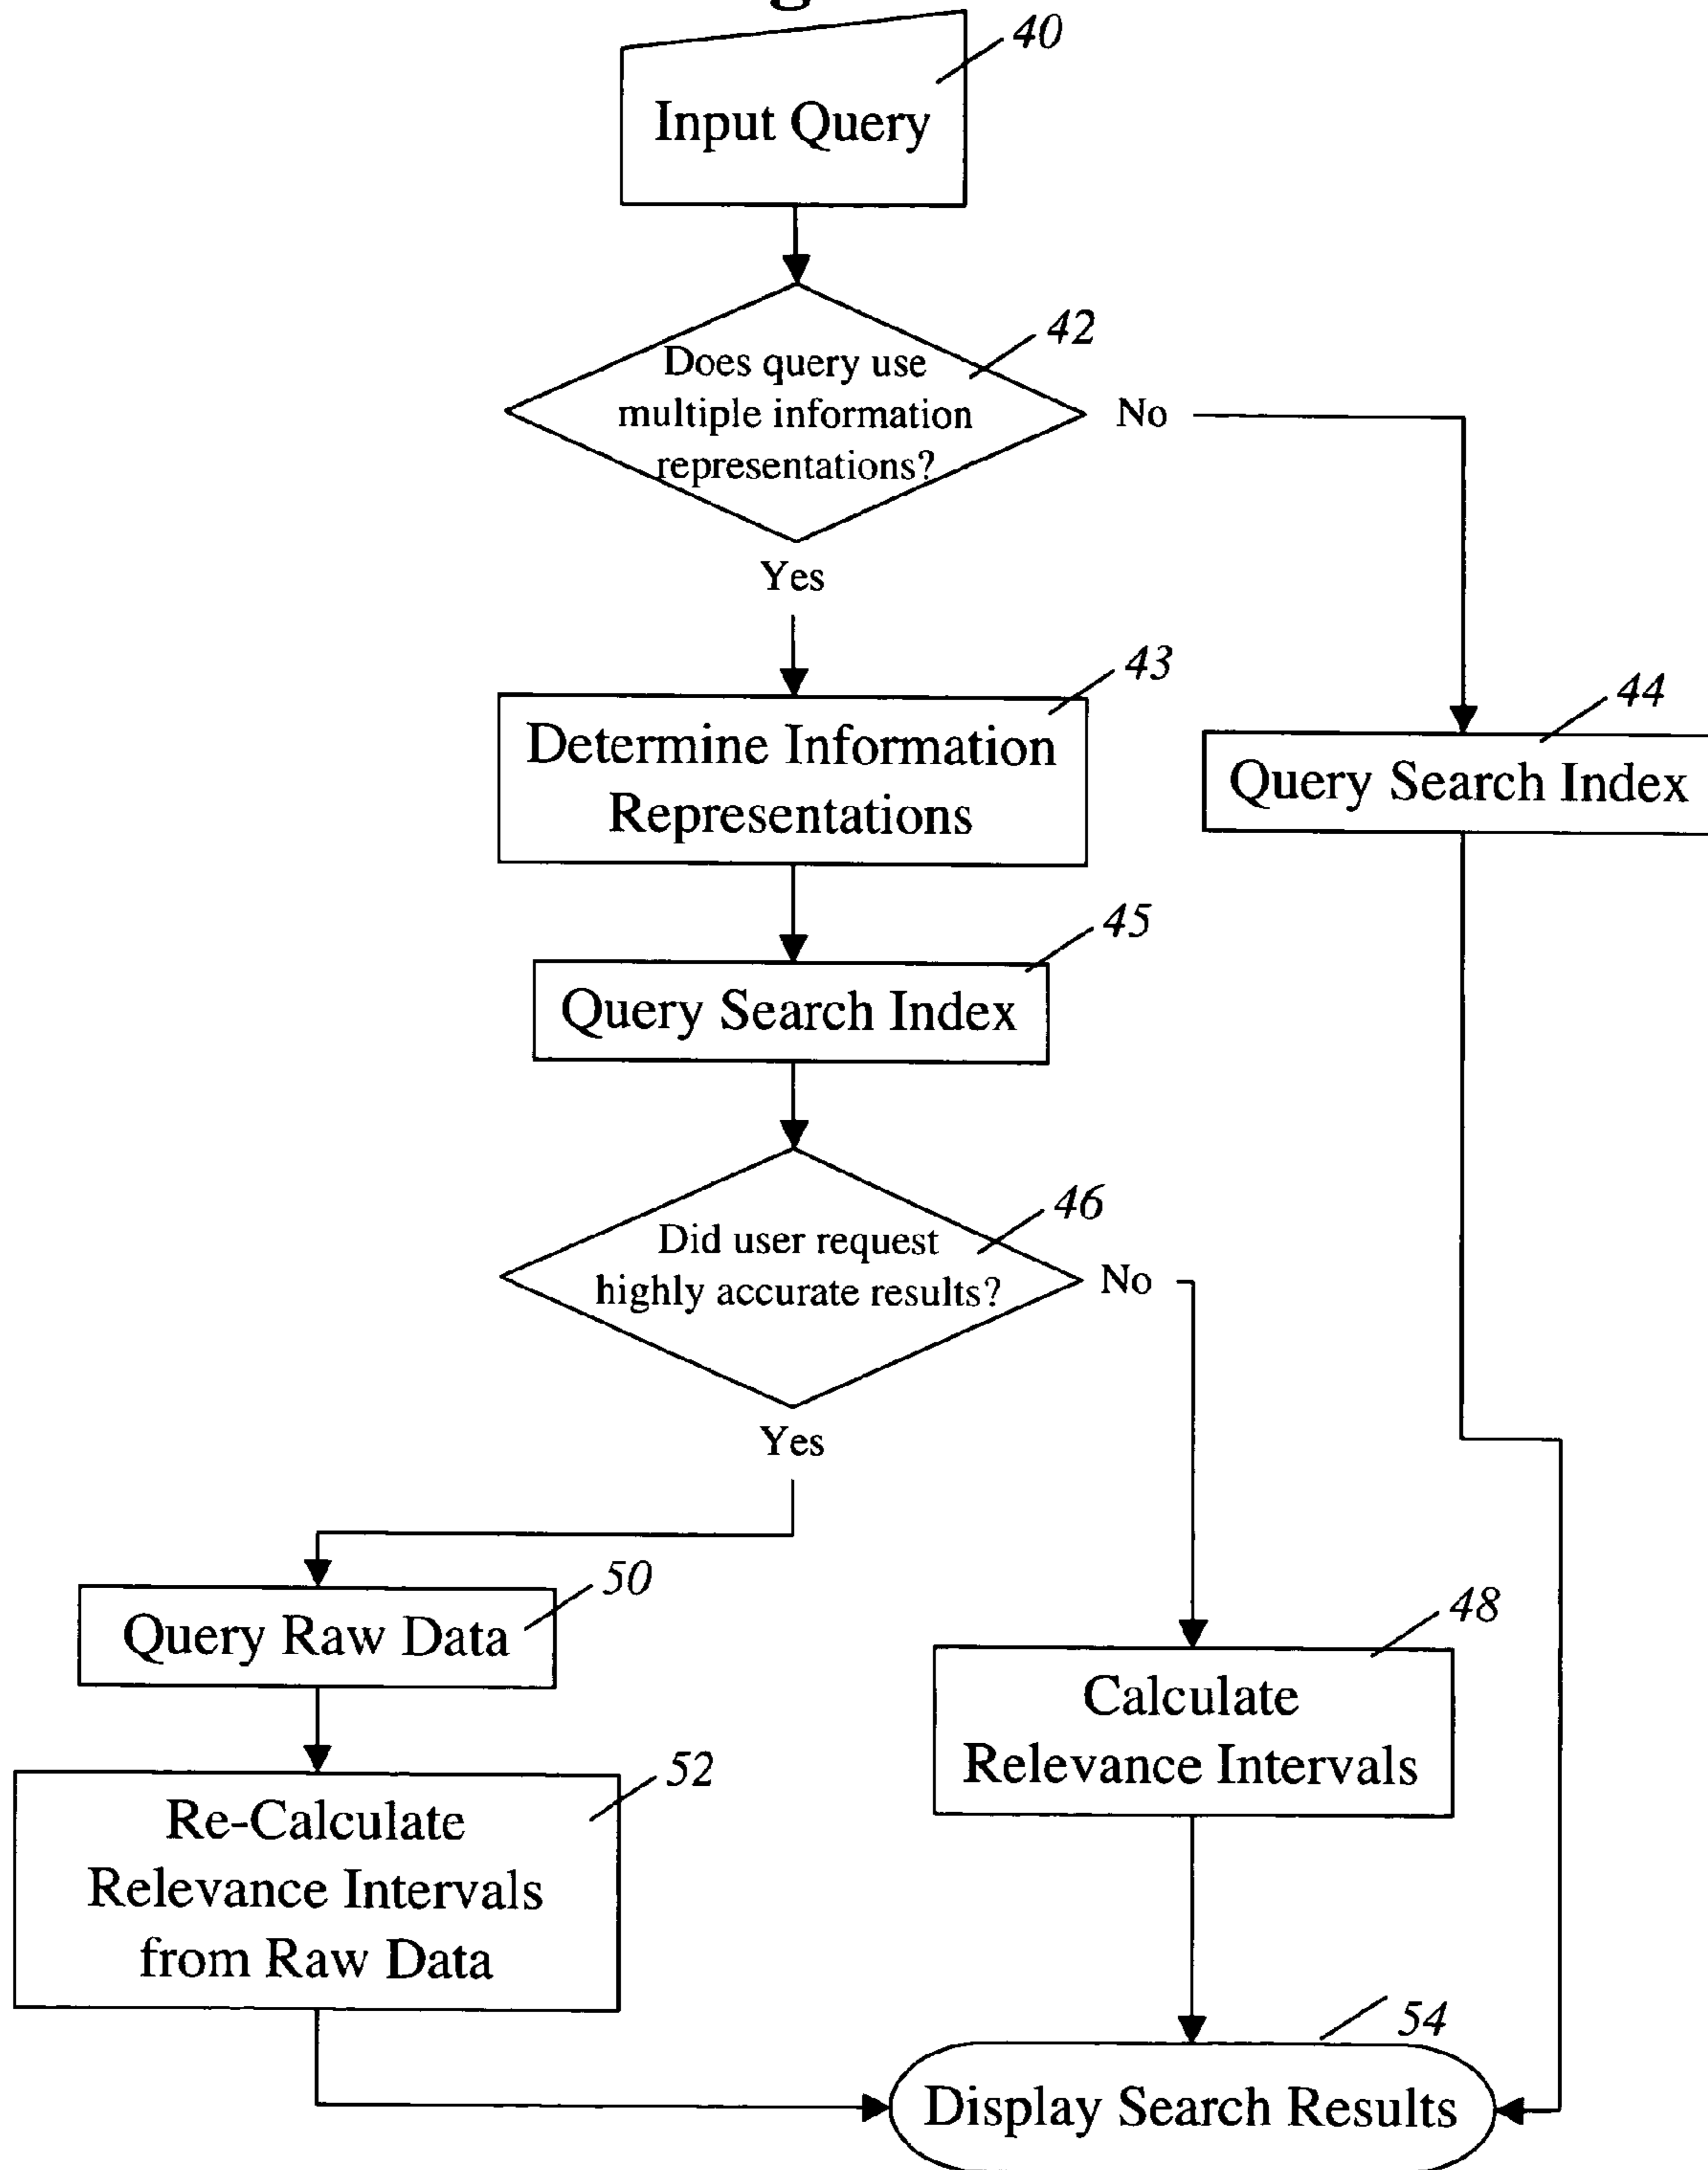 40
Input Query
42
Does query use
multiple information
representations?
No
Yes
43
Determine Information
Representations
44
Query Search Index
45
Query Search Index
46
Did user request
highly accurate results?
No
Yes
50
Query Raw Data
48
Calculate
Relevance Intervals
52
Re-Calculate
Relevance Intervals
from Raw Data
54
Display Search Results